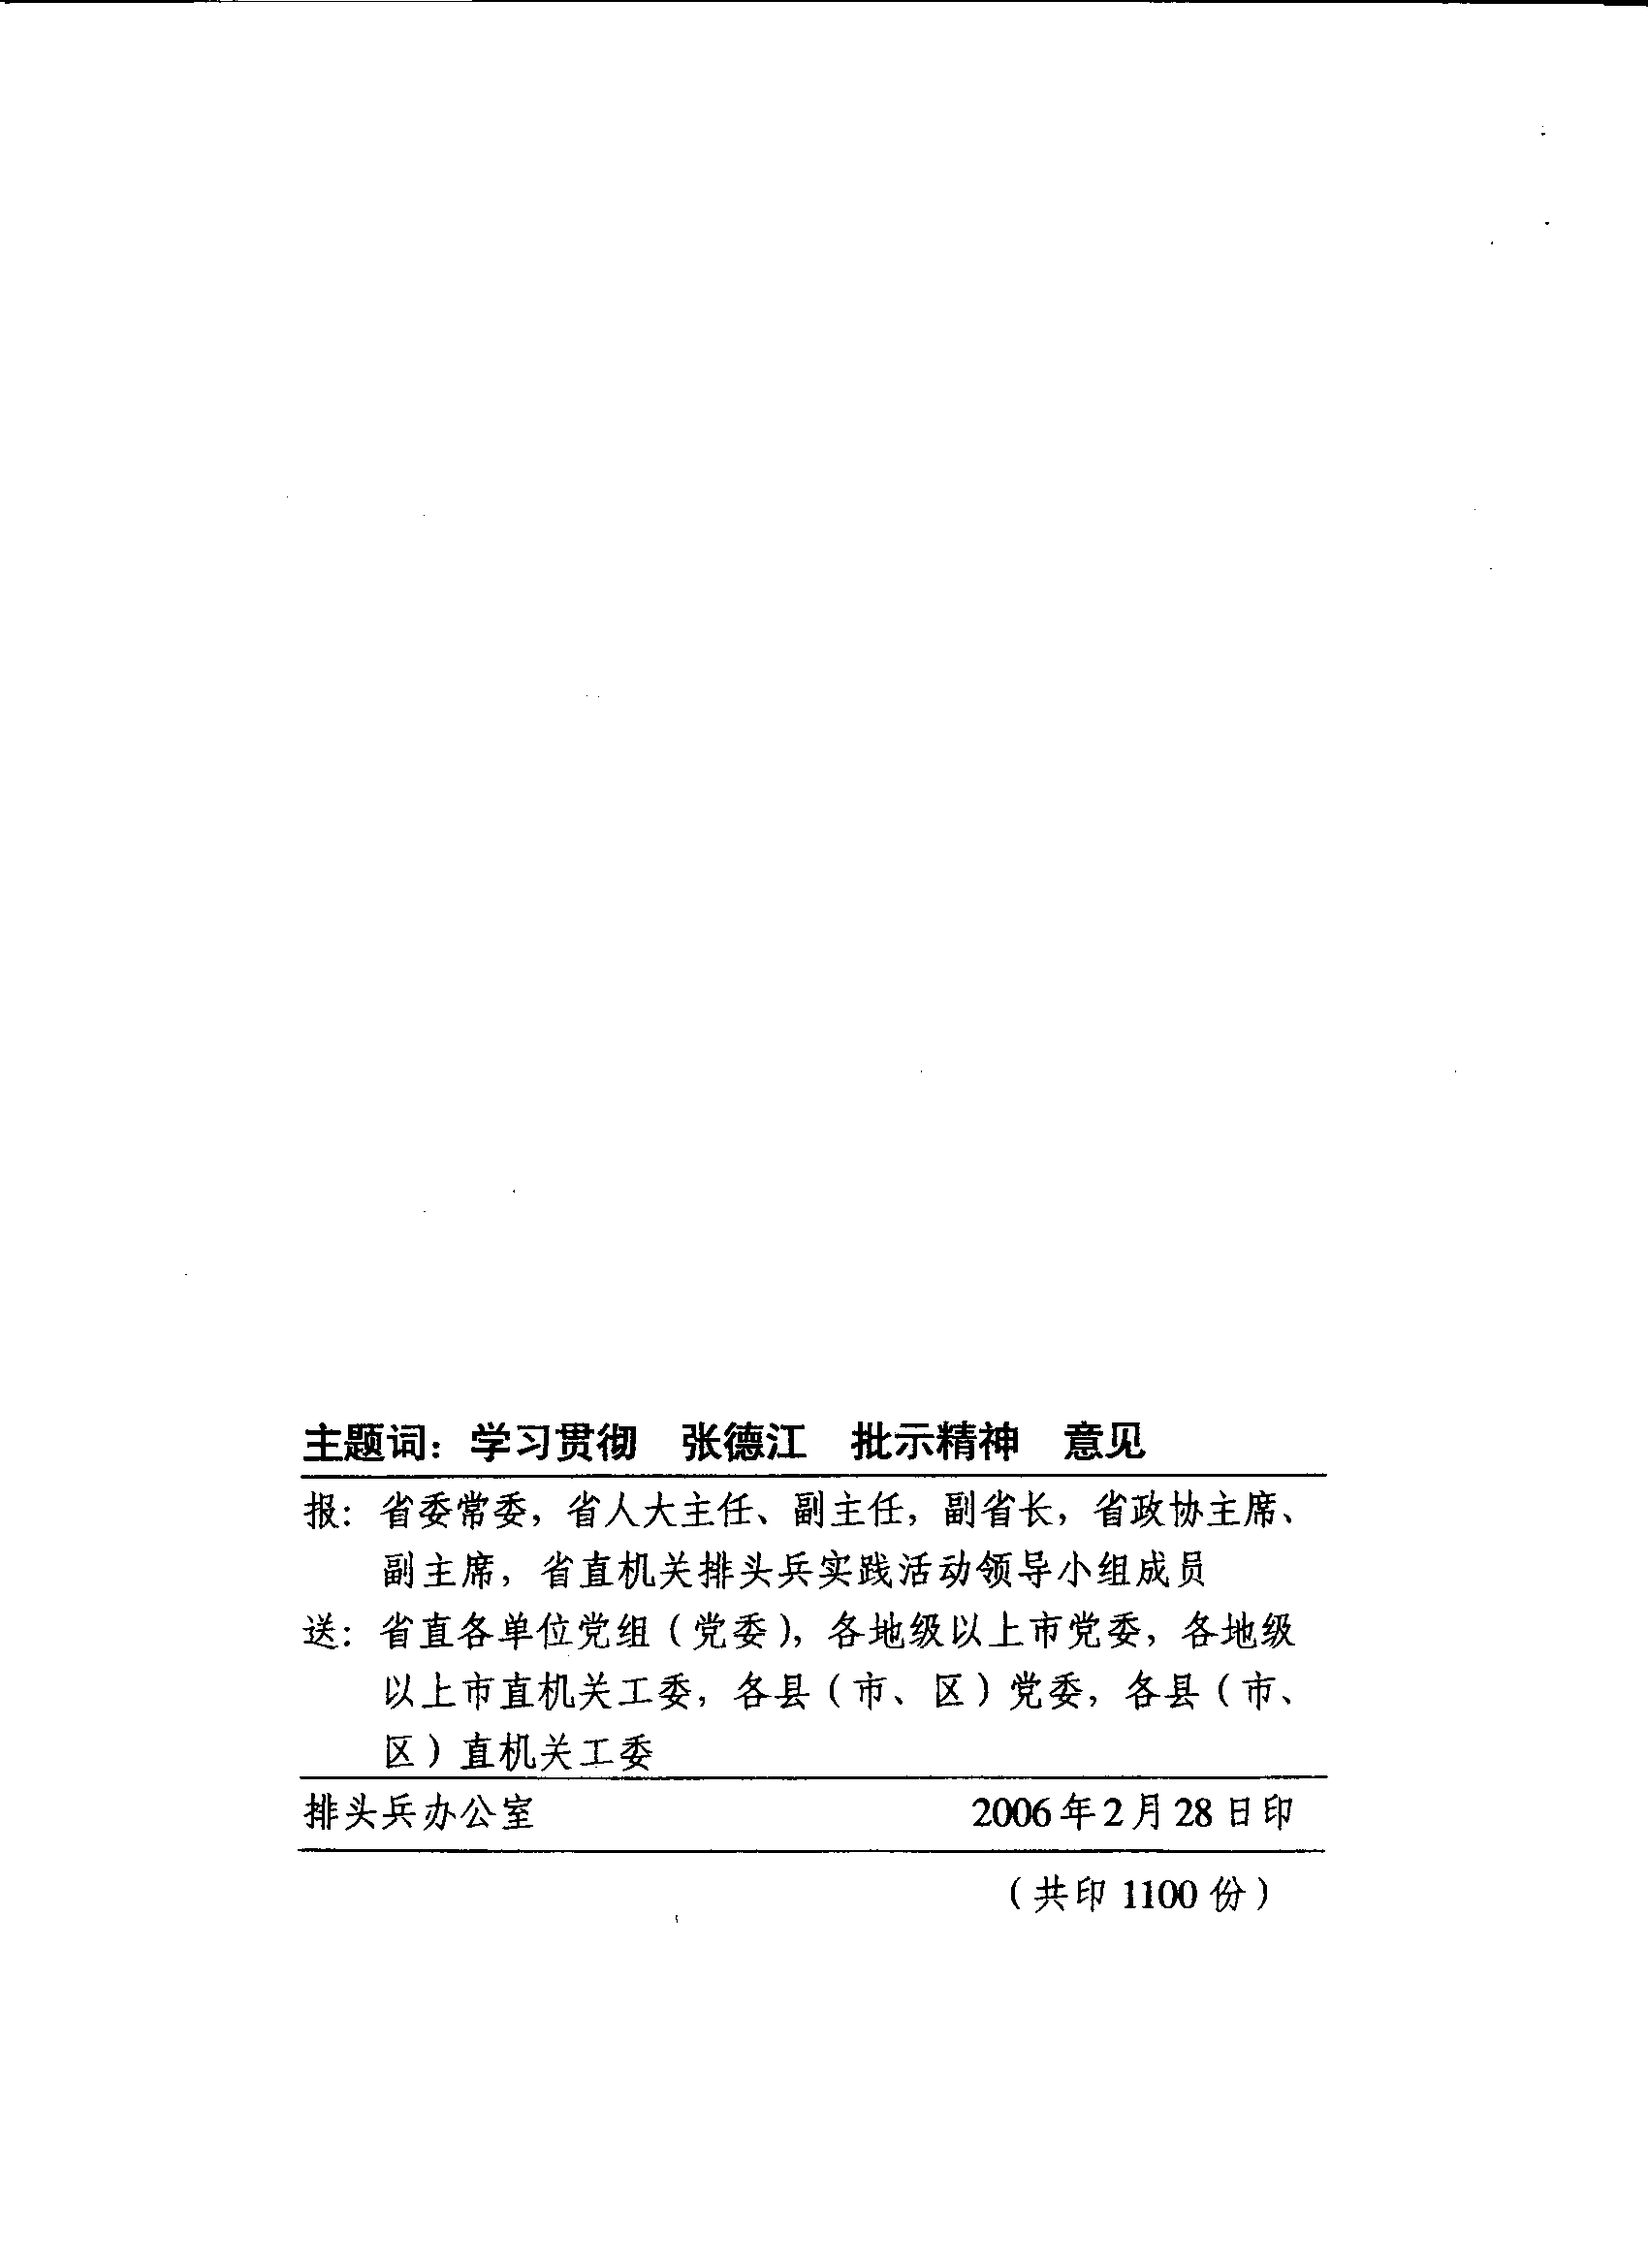 主题词：学习贯彻　张德江　批示精神　意见
报：省委常委，省人大主任、副主任，副省长，省政协主席、
副主席，省直机关排头兵实践活动领导小组成员
送：省直各单位党组（党委），各地级以上市党委，各地级
以上市直机关工委，各县（市、区）党委，各县（市、
区）直机关工委
排头兵办公室　2006年2月28日印
（共印1100份）